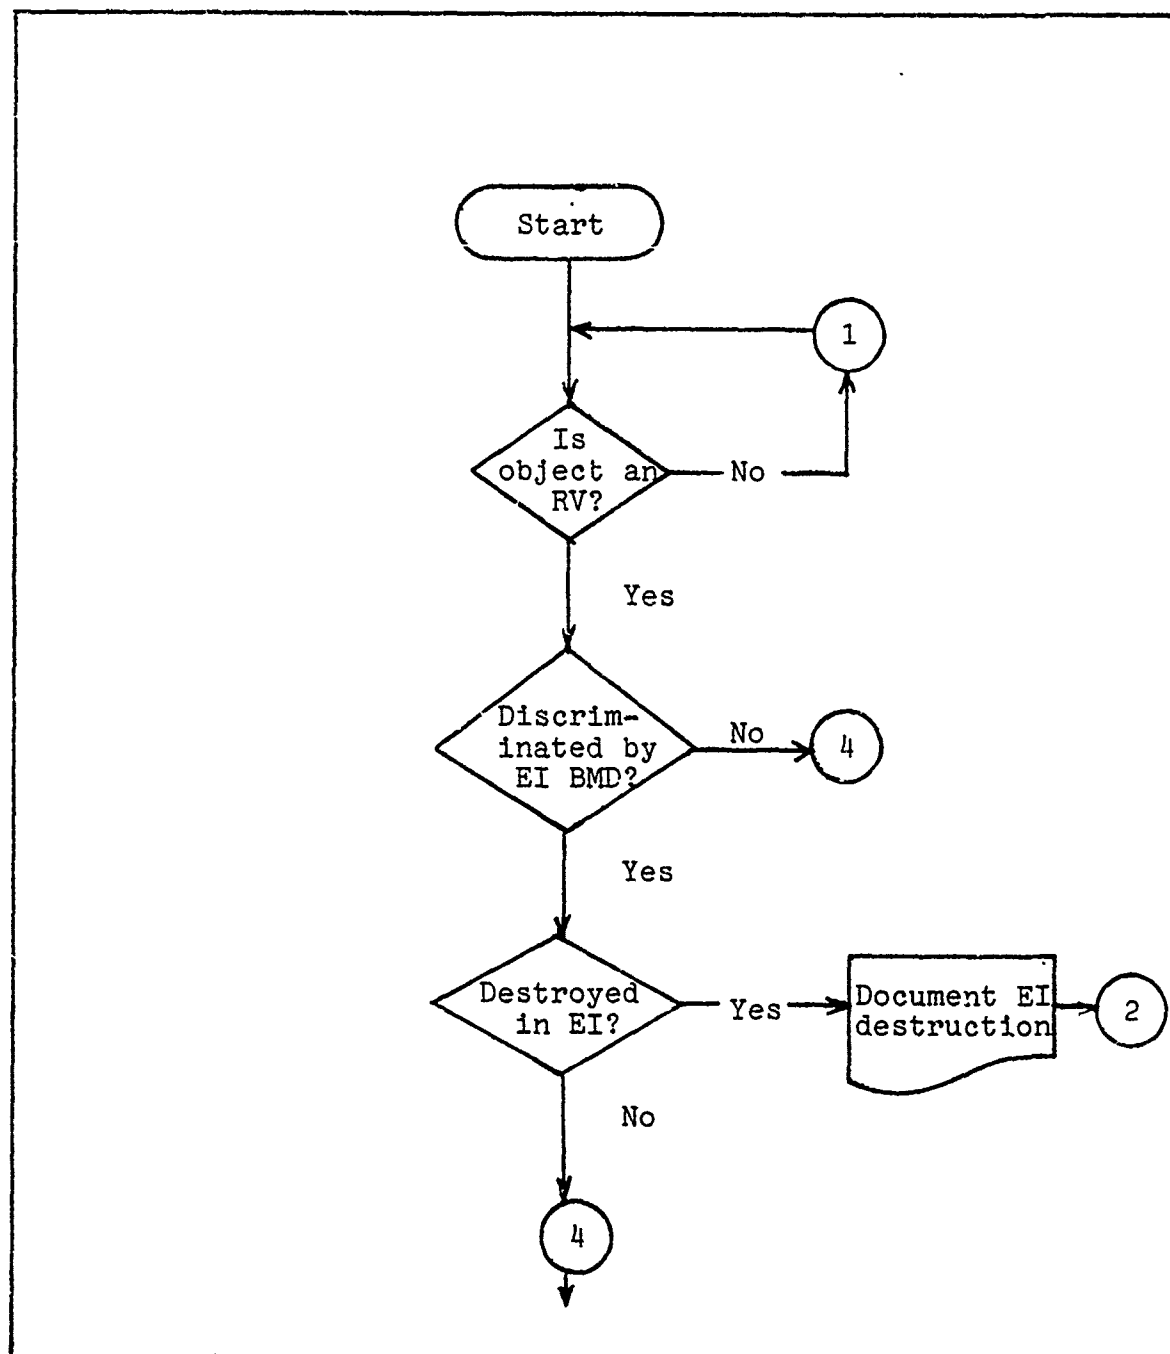 Start
1
Is
object an
RV?
No
Yes
Discrim-
inated by
EI BMD?
No
4
Yes
Destroyed
in EI?
Yes
Document EI
destruction
2
No
4